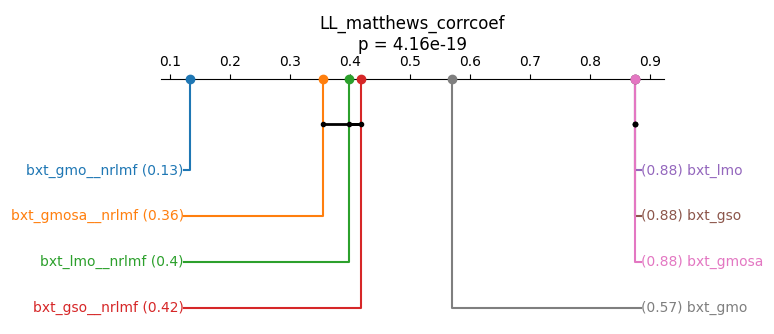 LL_matthews_corrcoef
p = 4.16e-19
0.1 0.2 0.3 0.4 0.5 0.6 0.7 0.8 0.9
bxt_gmo__nrlmf (0.13) (0.88) bxt_lmo
bxt_gmosa__nrlmf (0.36) (0.88) bxt_gso
bxt_lmo__nrlmf (0.4) (0.88) bxt_gmosa
bxt_gso__nrlmf (0.42) (0.57) bxt_gmo